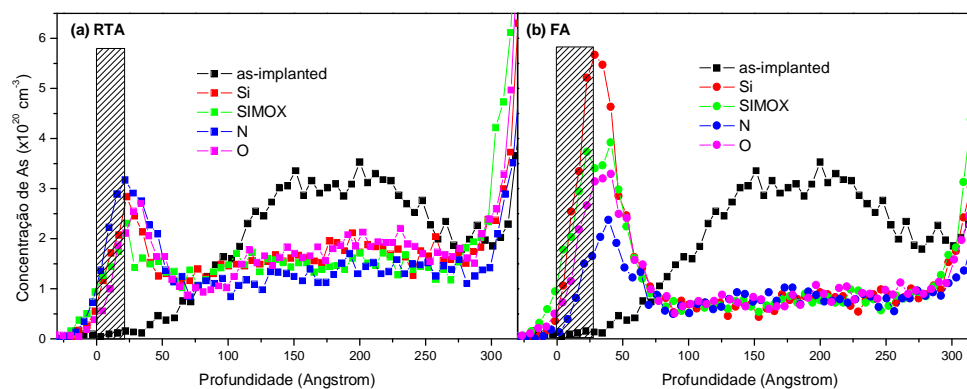 (a) RTA
(b) FA
Concentração de As (x10²⁰ cm⁻³)
6
5
4
3
2
1
0
as-implanted
Si
SIMOX
N
O
as-implanted
Si
SIMOX
N
O
0 50 100 150 200 250 300
0 50 100 150 200 250 300
Profundidade (Angstrom)
Profundidade (Angstrom)